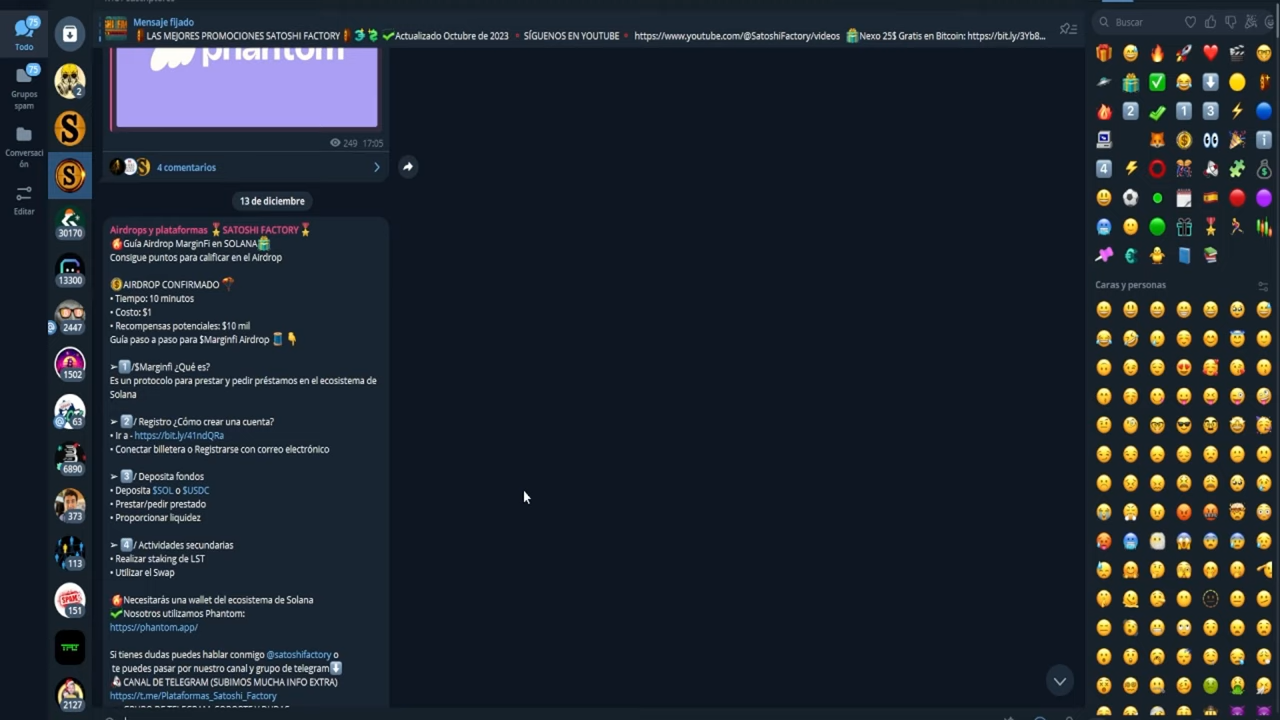 75
Todo
75
Grupos
spam
Conversaci
ón
Editar
2
30170
13300
2447
1502
63
6890
373
113
SPAM
151
2127
Mensaje fijado
LAS MEJORES PROMOCIONES SATOSHI FACTORY Actualizado Octubre de 2023 SÍGUENOS EN YOUTUBE https://www.youtube.com/@SatoshiFactory/videos Nexo 25$ Gratis en Bitcoin: https://bit.ly/3Yb8...
phantom
249 17:05
4 comentarios
13 de diciembre
Airdrops y plataformas 🎖SATOSHI FACTORY🎖
Guía Airdrop MarginFi en SOLANA
Consigue puntos para calificar en el Airdrop
AIRDROP CONFIRMADO
• Tiempo: 10 minutos
• Costo: $1
• Recompensas potenciales: $10 mil
Guía paso a paso para $Marginfi Airdrop 🧵👇
➢1️⃣/$Marginfi ¿Qué es?
Es un protocolo para prestar y pedir préstamos en el ecosistema de
Solana
➢ 2️⃣/ Registro ¿Cómo crear una cuenta?
• Ir a - https://bit.ly/41ndQRa
• Conectar billetera o Registrarse con correo electrónico
➢ 3️⃣/ Deposita fondos
• Deposita $SOL o $USDC
• Prestar/pedir prestado
• Proporcionar liquidez
➢ 4️⃣/ Actividades secundarias
• Realizar staking de LST
• Utilizar el Swap
Necesitarás una wallet del ecosistema de Solana
Nosotros utilizamos Phantom:
https://phantom.app/
Si tienes dudas puedes hablar conmigo @satoshifactory o
te puedes pasar por nuestro canal y grupo de telegram⬇️
CANAL DE TELEGRAM (SUBIMOS MUCHA INFO EXTRA)
https://t.me/Plataformas_Satoshi_Factory
Buscar
Caras y personas